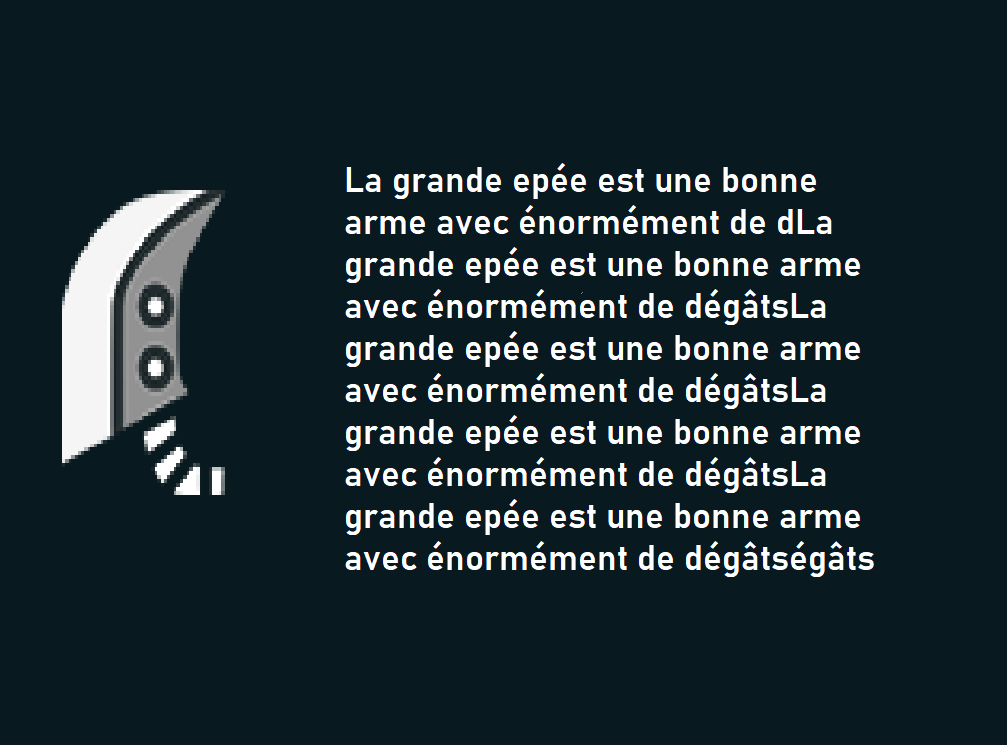 La grande epée est une bonne
arme avec énormément de dLa
grande epée est une bonne arme
avec énormément de dégâtsLa
grande epée est une bonne arme
avec énormément de dégâtsLa
grande epée est une bonne arme
avec énormément de dégâtsLa
grande epée est une bonne arme
avec énormément de dégâtségâts